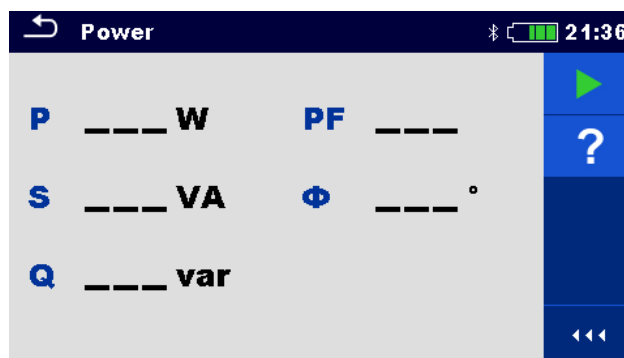 Power 21:36
P ___ W PF ___
?
S ___ VA Φ ___ °
Q ___ var